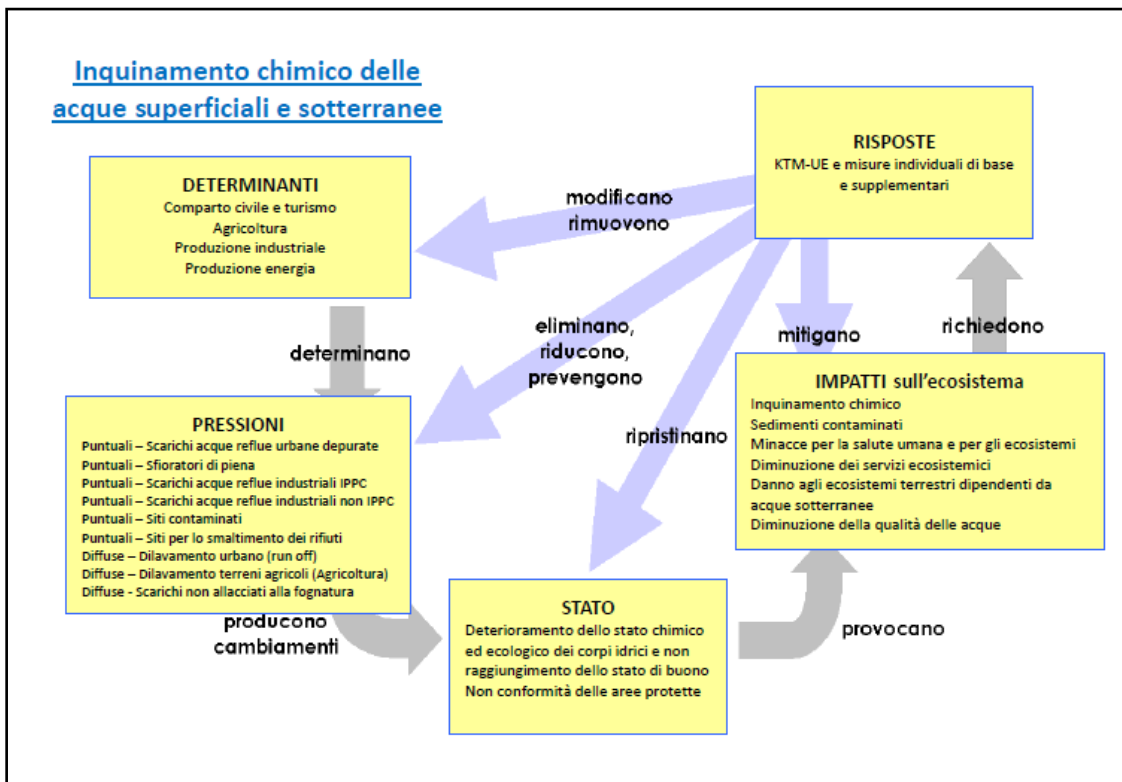 Inquinamento chimico delle
acque superficiali e sotterranee
RISPOSTE
KTM-UE e misure individuali di base
e supplementari
DETERMINANTI
Comparto civile e turismo
Agricoltura
Produzione industriale
Produzione energia
modificano
rimuovono
determinano
eliminano,
riducono,
prevengono
mitigano
richiedono
PRESSIONI
Puntuali – Scarichi acque reflue urbane depurate
Puntuali – Sfioratori di piena
Puntuali – Scarichi acque reflue industriali IPPC
Puntuali – Scarichi acque reflue industriali non IPPC
Puntuali – Siti contaminati
Puntuali – Siti per lo smaltimento dei rifiuti
Diffuse – Dilavamento urbano (run off)
Diffuse – Dilavamento terreni agricoli (Agricoltura)
Diffuse - Scarichi non allacciati alla fognatura
ripristinano
IMPATTI sull’ecosistema
Inquinamento chimico
Sedimenti contaminati
Minacce per la salute umana e per gli ecosistemi
Diminuzione dei servizi ecosistemici
Danno agli ecosistemi terrestri dipendenti da
acque sotterranee
Diminuzione della qualità delle acque
producono
cambiamenti
STATO
Deterioramento dello stato chimico
ed ecologico dei corpi idrici e non
raggiungimento dello stato di buono
Non conformità delle aree protette
provocano